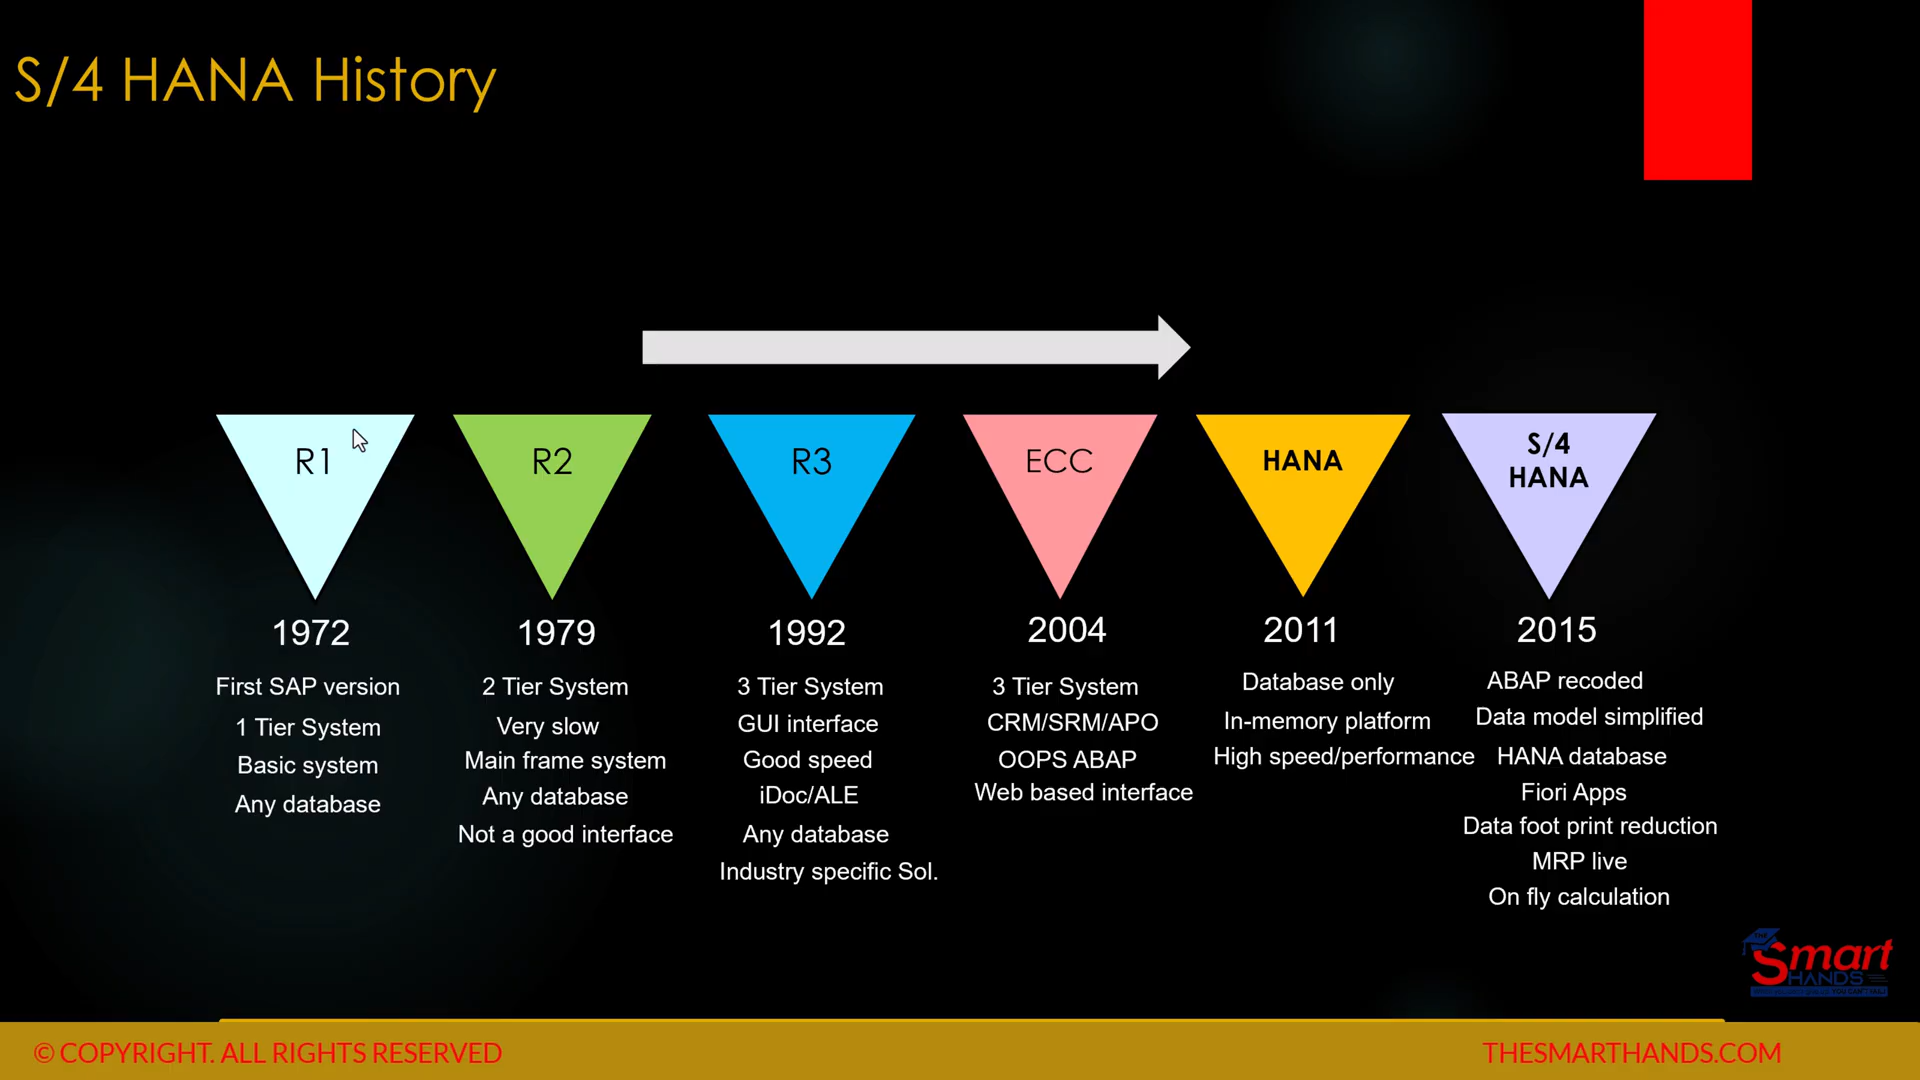 S/4 HANA History
R1
R2
R3
ECC
HANA
S/4
HANA
1972
First SAP version
1 Tier System
Basic system
Any database
1979
2 Tier System
Very slow
Main frame system
Any database
Not a good interface
1992
3 Tier System
GUI interface
Good speed
iDoc/ALE
Any database
Industry specific Sol.
2004
3 Tier System
CRM/SRM/APO
OOPS ABAP
Web based interface
2011
Database only
In-memory platform
High speed/performance
2015
ABAP recoded
Data model simplified
HANA database
Fiori Apps
Data foot print reduction
MRP live
On fly calculation
THE
Smart
HANDS
© COPYRIGHT. ALL RIGHTS RESERVED
THESMARTHANDS.COM